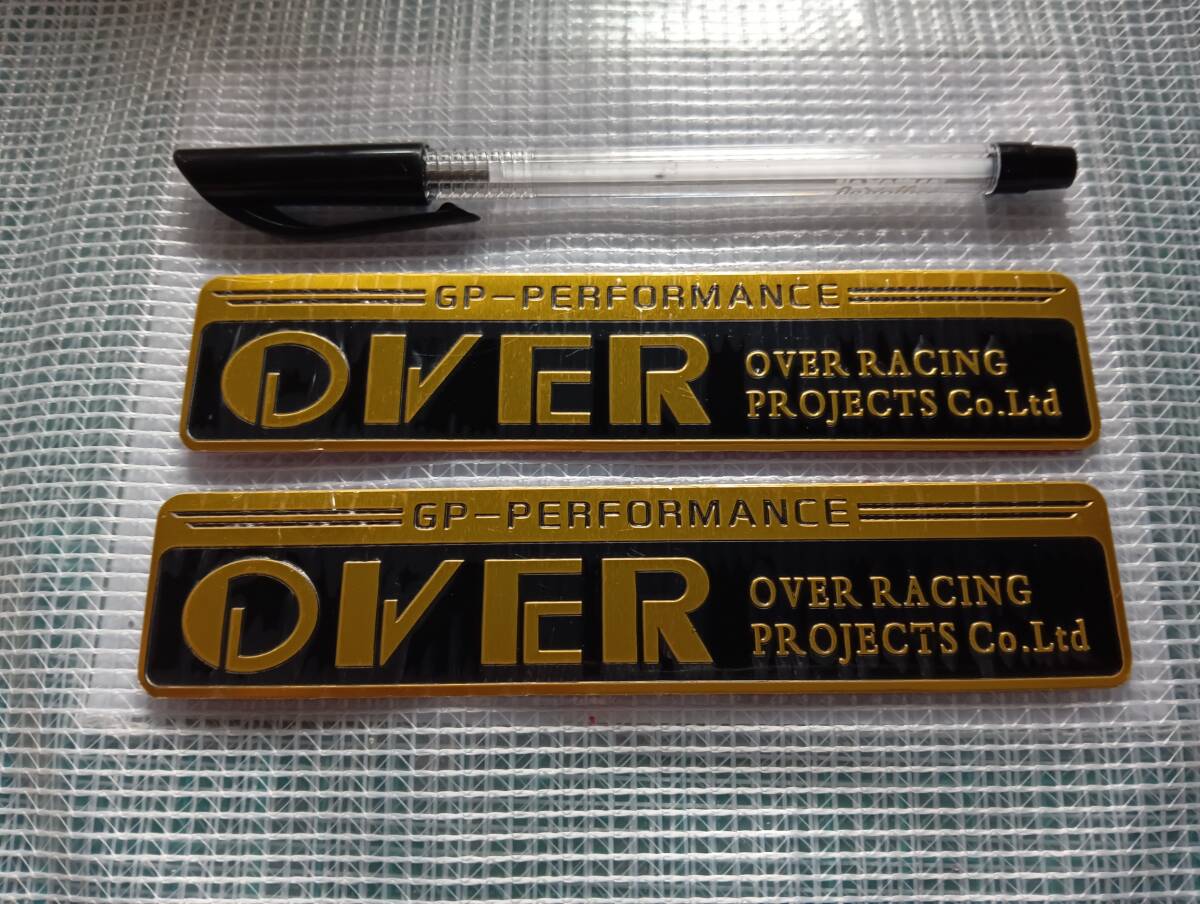 GP-PERFORMANCE
OVER
OVER RACING
PROJECTS Co.Ltd
GP-PERFORMANCE
OVER
OVER RACING
PROJECTS Co.Ltd